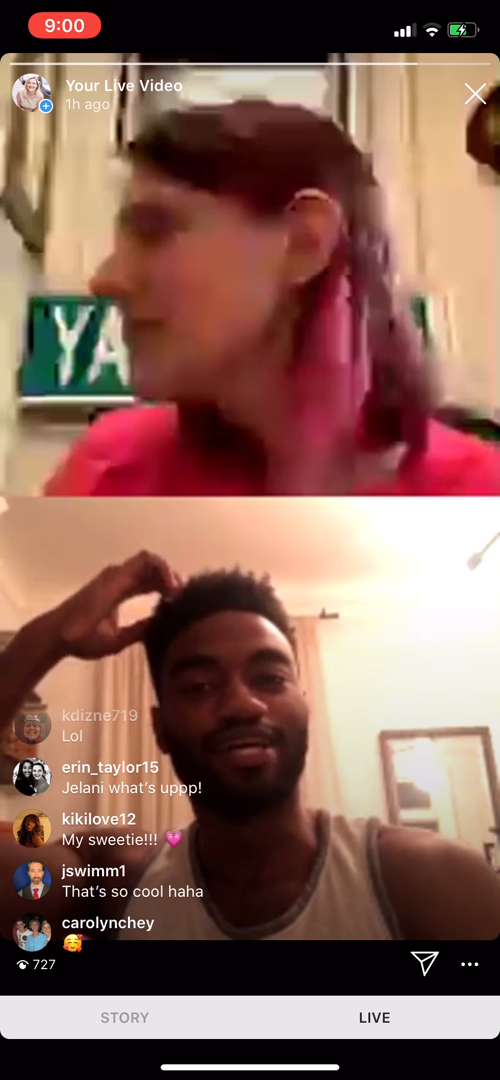 9:00
Your Live Video
1h ago
YA
kdizne719
Lol
erin_taylor15
Jelani what's uppp!
kikilove12
My sweetie!!! 💗
jswimm1
That's so cool haha
carolynchey
🥰
727
STORY
LIVE